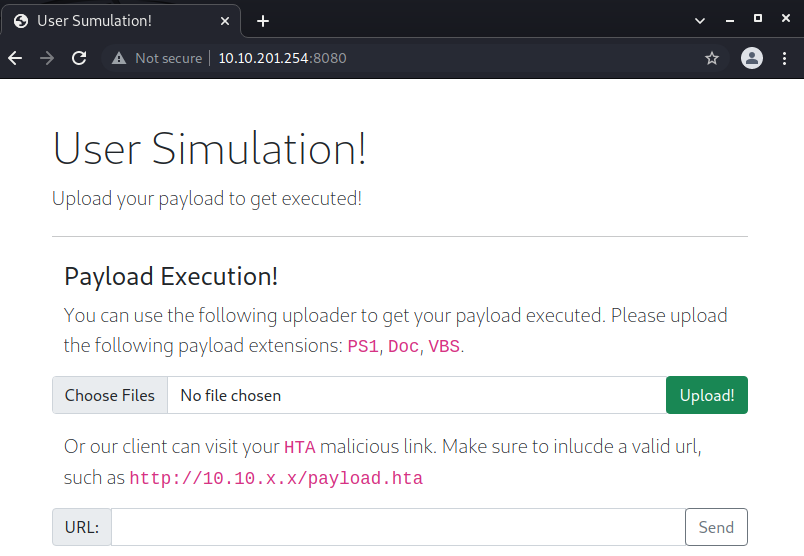 User Sumulation!
Not secure 10.10.201.254:8080
User Simulation!
Upload your payload to get executed!
Payload Execution!
You can use the following uploader to get your payload executed. Please upload
the following payload extensions: PS1, Doc, VBS.
Choose Files No file chosen Upload!
Or our client can visit your HTA malicious link. Make sure to inlucde a valid url,
such as http://10.10.x.x/payload.hta
URL: Send